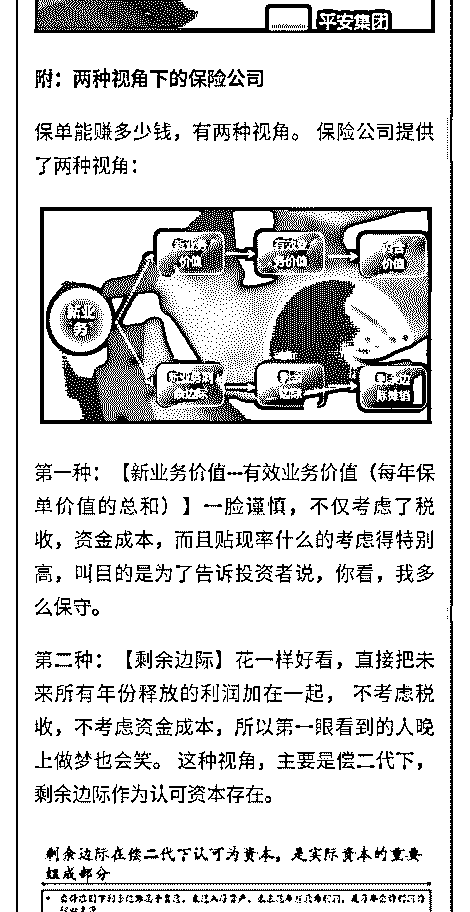 平安集团
附：两种视角下的保险公司
保单能赚多少钱，有两种视角。 保险公司提供
了两种视角：
新业务
价值
有效业
务价值
内含
价值
新业
务
剩余
边际
第一种：【新业务价值---有效业务价值（每年保
单价值的总和）】一脸谨慎，不仅考虑了税
收，资金成本，而且贴现率什么的考虑得特别
高，叫目的是为了告诉投资者说，你看，我多
么保守。
第二种：【剩余边际】花一样好看，直接把未
来所有年份释放的利润加在一起， 不考虑税
收，不考虑资金成本，所以第一眼看到的人晚
上做梦也会笑。 这种视角，主要是偿二代下，
剩余边际作为认可资本存在。
剩余边际在偿二代下认可为资本，是实际资本的重要
组成部分